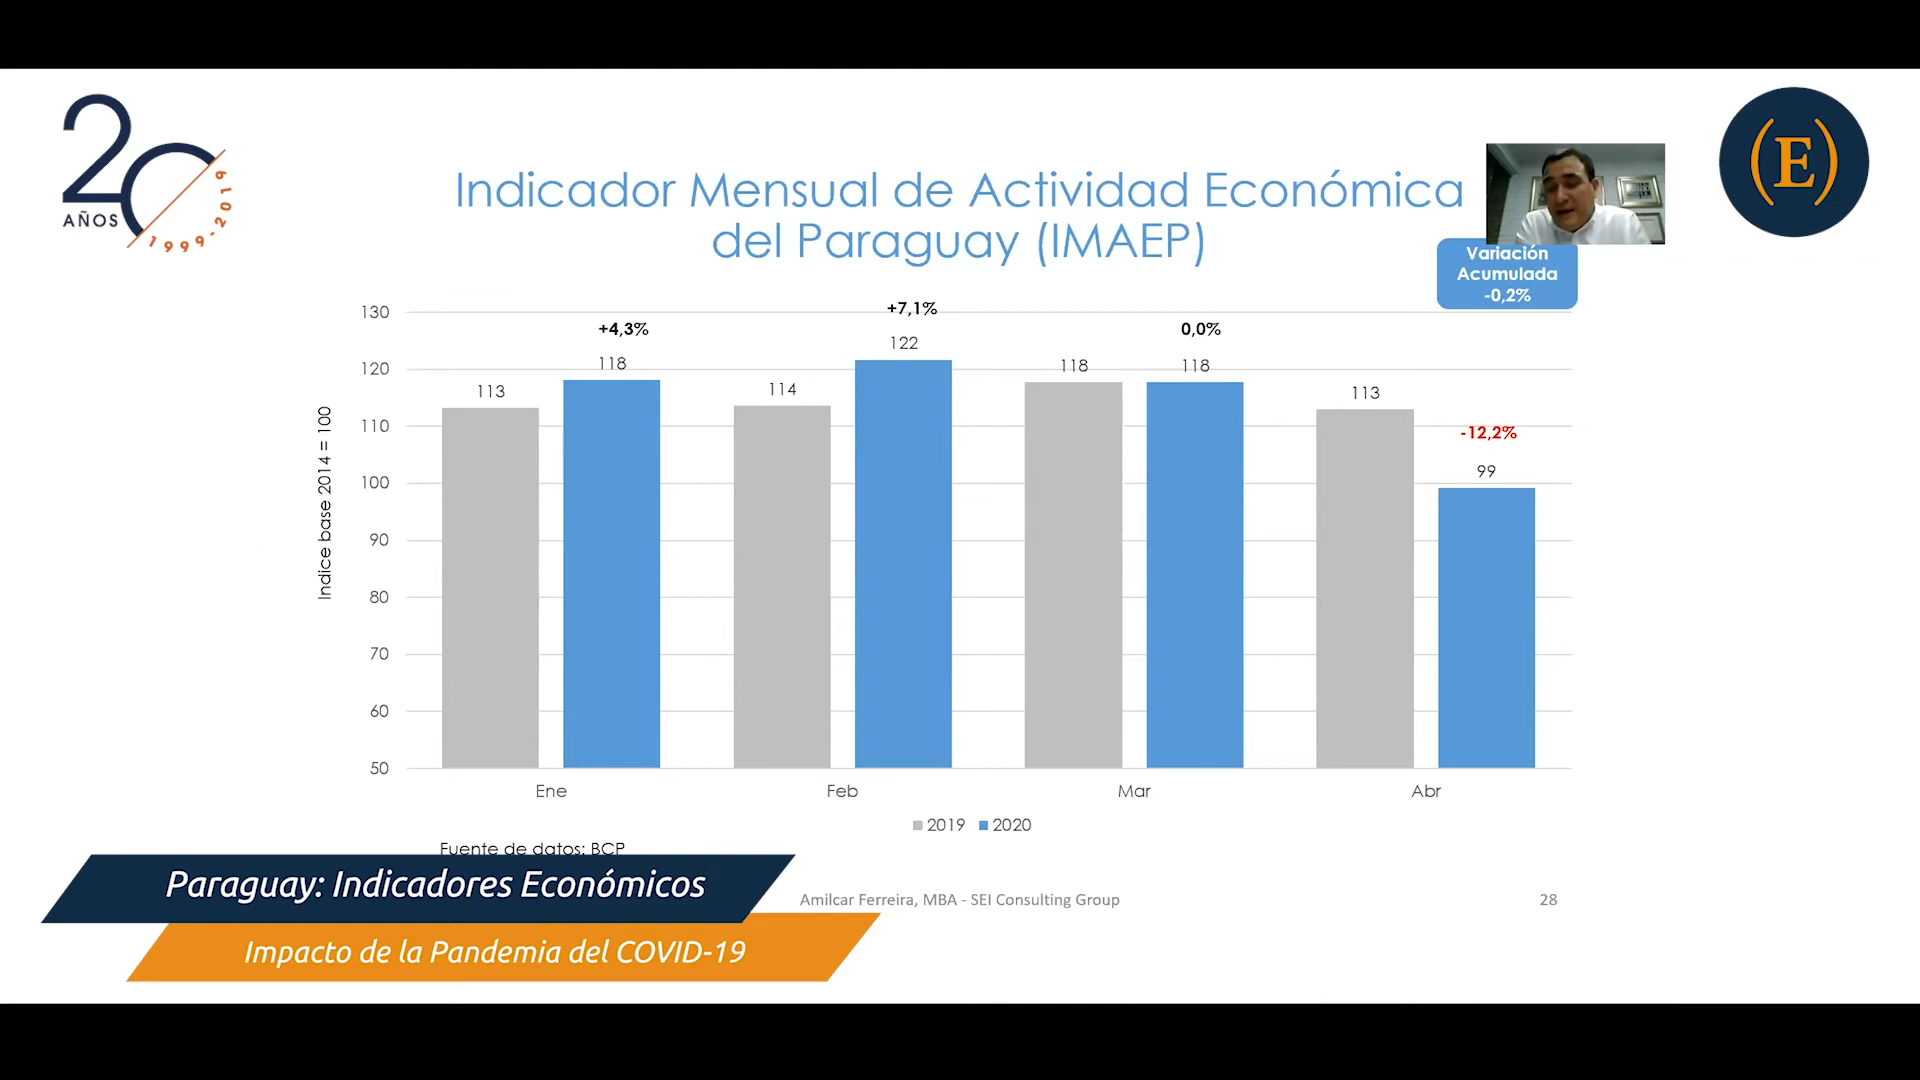 20
AÑOS
1999-2019
(E)
Indicador Mensual de Actividad Económica
del Paraguay (IMAEP)
Variación
Acumulada
-0,2%
Indice base 2014 = 100
130
120
110
100
90
80
70
60
50
113
+4,3%
118
114
+7,1%
122
118
0,0%
118
113
-12,2%
99
Ene
Feb
Mar
Abr
2019 2020
Fuente de datos: BCP
Paraguay: Indicadores Económicos
Impacto de la Pandemia del COVID-19
Amilcar Ferreira, MBA - SEI Consulting Group
28